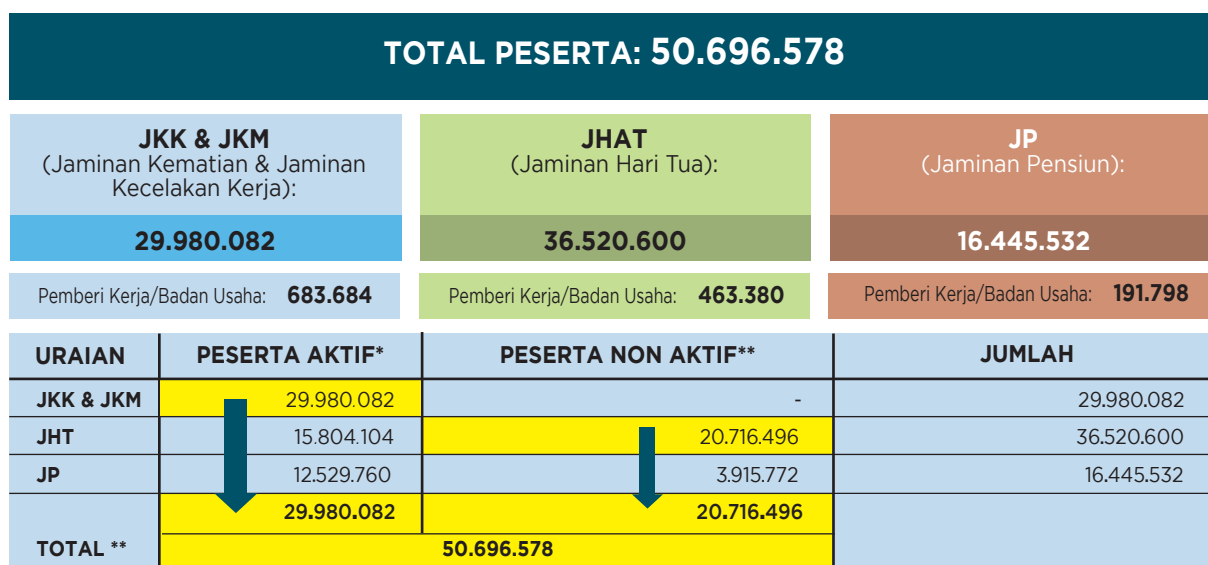 TOTAL PESERTA: 50.696.578
JKK & JKM
(Jaminan Kematian & Jaminan
Kecelakan Kerja):
29.980.082
Pemberi Kerja/Badan Usaha: 683.684
JHAT
(Jaminan Hari Tua):
36.520.600
Pemberi Kerja/Badan Usaha: 463.380
JP
(Jaminan Pensiun):
16.445.532
Pemberi Kerja/Badan Usaha: 191.798
URAIAN PESERTA AKTIF* PESERTA NON AKTIF** JUMLAH
JKK & JKM 29.980.082 - 29.980.082
JHT 15.804.104 20.716.496 36.520.600
JP 12.529.760 3.915.772 16.445.532
29.980.082 20.716.496
TOTAL ** 50.696.578